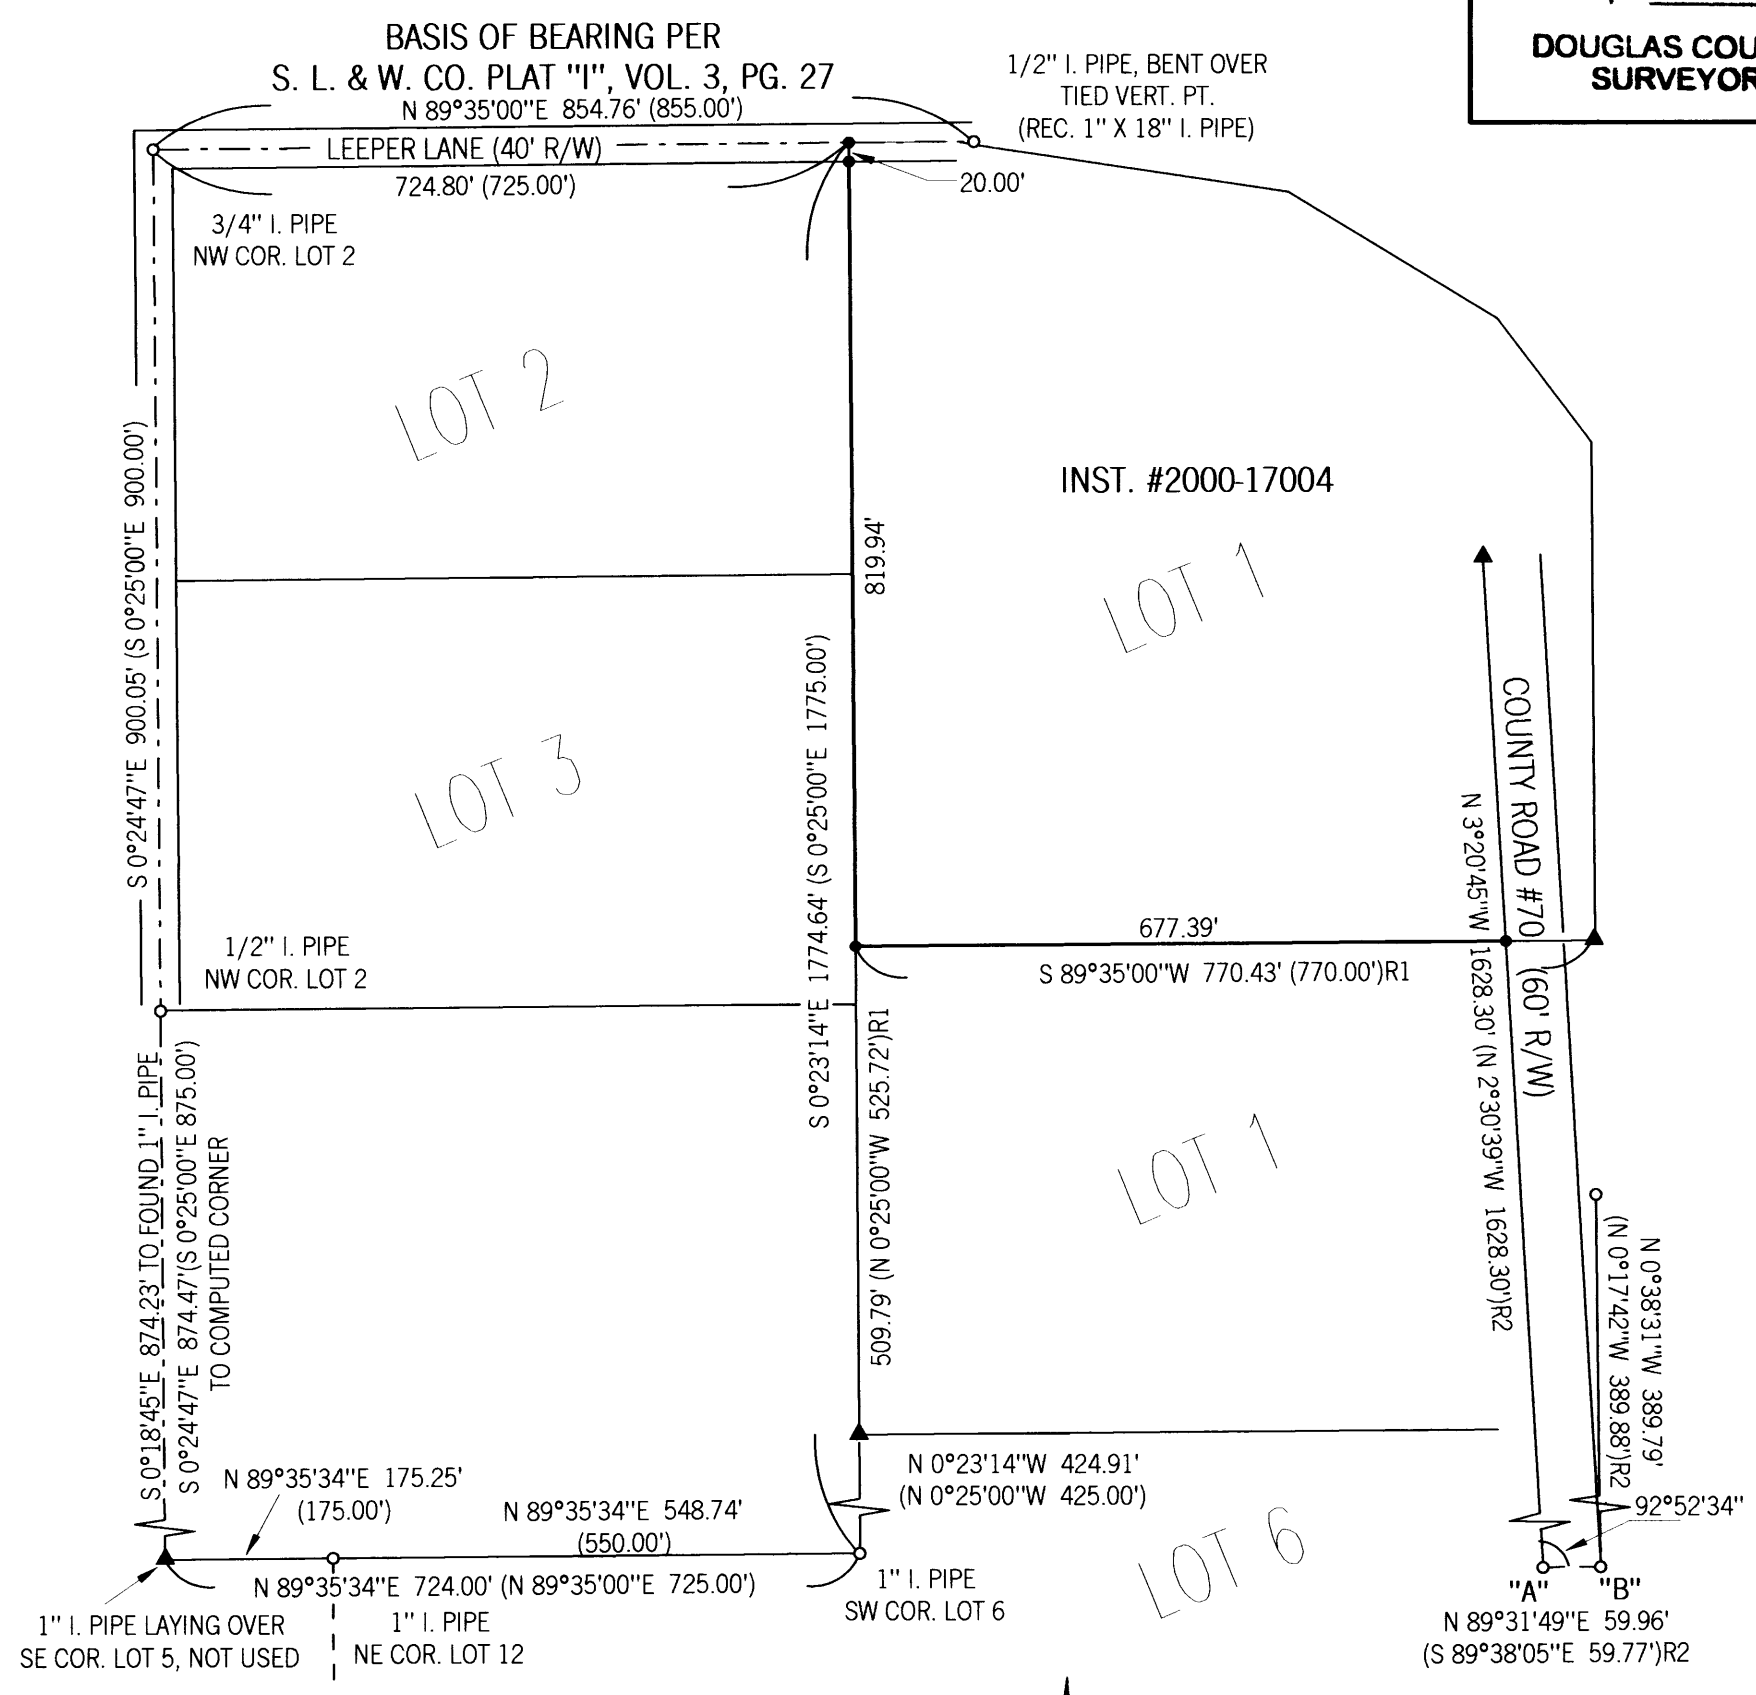 BASIS OF BEARING PER
S. L. & W. CO. PLAT "I", VOL. 3, PG. 27
N 89°35'00"E 854.76' (855.00')
LEEPER LANE (40' R/W)
724.80' (725.00')
1/2" I. PIPE, BENT OVER
TIED VERT. PT.
(REC. 1" X 18" I. PIPE)
DOUGLAS COU
SURVEYOR
20.00'
3/4" I. PIPE
NW COR. LOT 2
LOT 2
S 0°24'47"E 900.05' (S 0°25'00"E 900.00')
INST. #2000-17004
819.94'
LOT 1
LOT 3
S 0°23'14"E 1774.64' (S 0°25'00"E 1775.00')
COUNTY ROAD #70 (60' R/W)
N 3°20'45"W 1628.30' (N 2°30'39"W 1628.30')R2
677.39'
S 89°35'00"W 770.43' (770.00')R1
1/2" I. PIPE
NW COR. LOT 2
S 0°18'45"E 874.23' TO FOUND 1" I. PIPE
S 0°24'47"E 874.47'(S 0°25'00"E 875.00')
TO COMPUTED CORNER
509.79' (N 0°25'00"W 525.72')R1
LOT 1
N 0°38'31"W 389.79'
(N 0°17'42"W 389.88')R2
N 89°35'34"E 175.25'
(175.00')
N 89°35'34"E 548.74'
(550.00')
N 0°23'14"W 424.91'
(N 0°25'00"W 425.00')
92°52'34"
LOT 6
N 89°35'34"E 724.00' (N 89°35'00"E 725.00')
1" I. PIPE
SW COR. LOT 6
"A" "B"
N 89°31'49"E 59.96'
(S 89°38'05"E 59.77')R2
1" I. PIPE LAYING OVER
SE COR. LOT 5, NOT USED
1" I. PIPE
NE COR. LOT 12